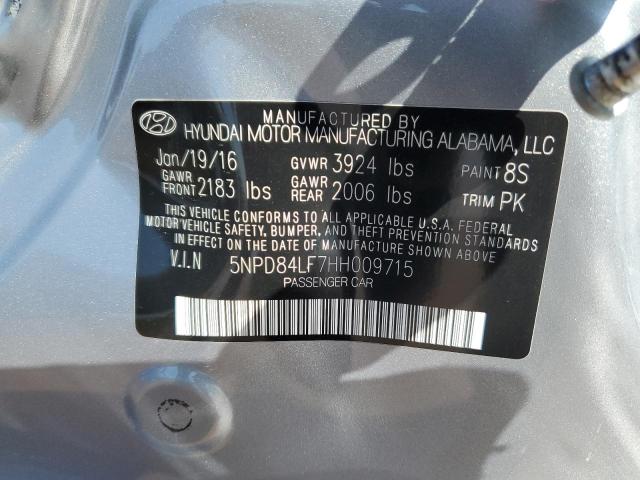 MANUFACTURED BY
HYUNDAI MOTOR MANUFACTURING ALABAMA, LLC
Jan/19/16 GVWR 3924 lbs PAINT 8S
GAWR FRONT 2183 lbs GAWR REAR 2006 lbs TRIM PK
THIS VEHICLE CONFORMS TO ALL APPLICABLE U.S.A. FEDERAL
MOTOR VEHICLE SAFETY, BUMPER, AND THEFT PREVENTION STANDARDS
IN EFFECT ON THE DATE OF MANUFACTURE SHOWN ABOVE
V.I.N 5NPD84LF7HH009715
PASSENGER CAR